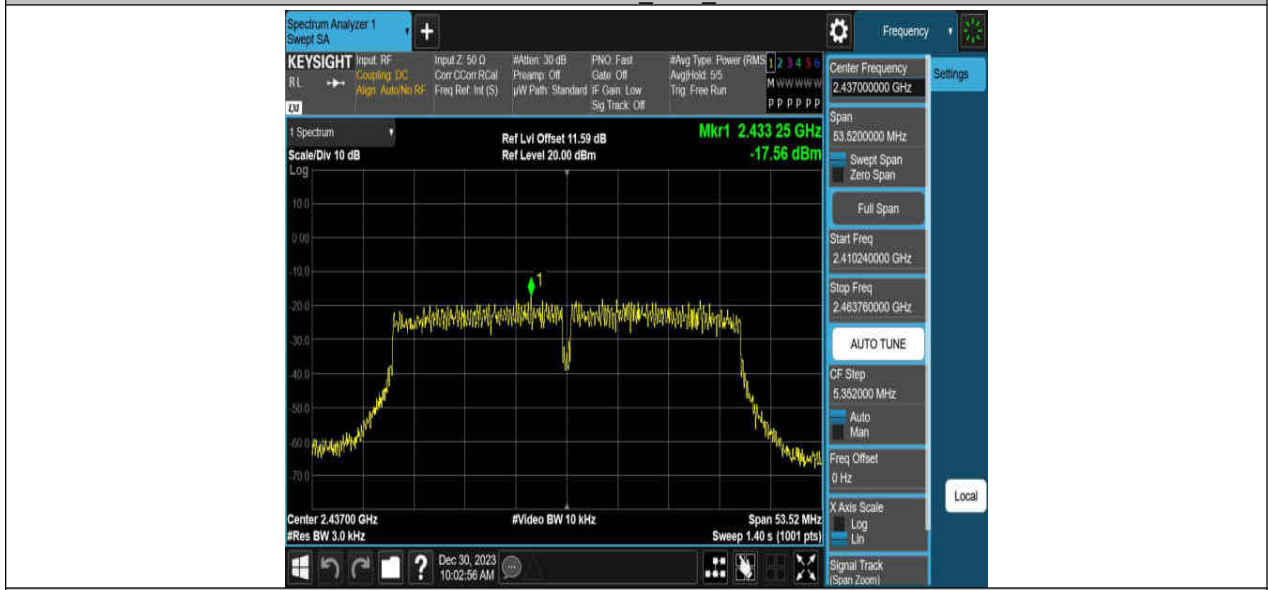 Spectrum Analyzer 1
Swept SA
+
Frequency
KEYSIGHT
RL
LXI
Input: RF
Coupling: DC
Align: Auto/No RF
Input Z: 50 Ω
Corr CCorr RCal
Freq Ref: Int (S)
#Atten: 30 dB
Preamp: Off
µW Path: Standard
PNO: Fast
Gate: Off
IF Gain: Low
Sig Track: Off
#Avg Type: Power (RMS
Avg|Hold: 5/5
Trig: Free Run
1 2 3 4 5 6
M W W W W W
P P P P P P
Center Frequency
2.437000000 GHz
Settings
1 Spectrum
Scale/Div 10 dB
Log
Ref Lvl Offset 11.59 dB
Ref Level 20.00 dBm
Mkr1 2.433 25 GHz
-17.56 dBm
Span
53.5200000 MHz
Swept Span
Zero Span
Full Span
Start Freq
2.410240000 GHz
Stop Freq
2.463760000 GHz
AUTO TUNE
CF Step
5.352000 MHz
Auto
Man
Freq Offset
0 Hz
X Axis Scale
Log
Lin
Signal Track
(Span Zoom)
Local
10.0
0.00
-10.0
-20.0
-30.0
-40.0
-50.0
-60.0
-70.0
1
Center 2.43700 GHz
#Res BW 3.0 kHz
#Video BW 10 kHz
Span 53.52 MHz
Sweep 1.40 s (1001 pts)
?
Dec 30, 2023
10:02:56 AM